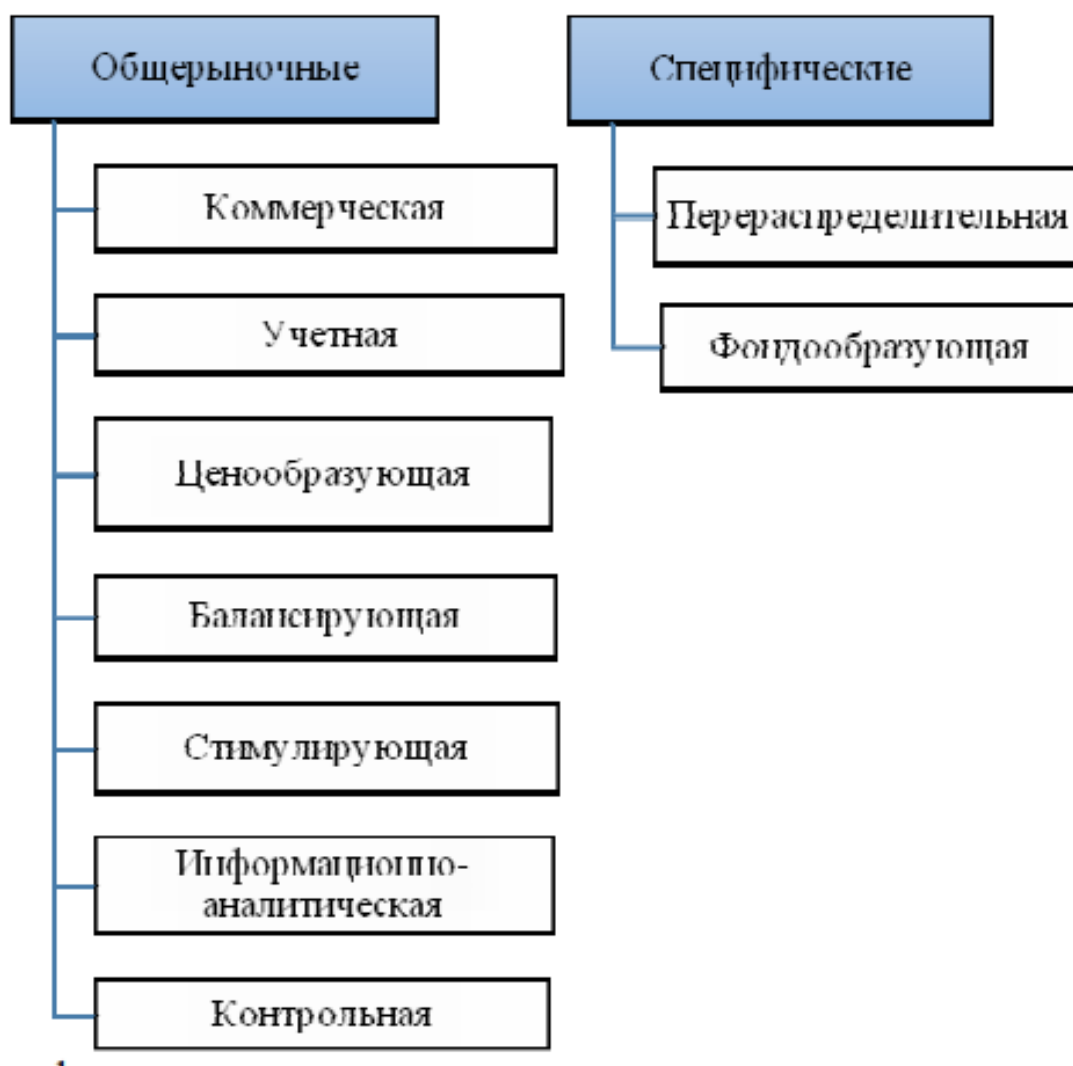 Общерыночные
Коммерческая
Учетная
Ценообразующая
Балансирующая
Стимулирующая
Информационно-
аналитическая
Контрольная
Специфические
Перераспределительная
Фондообразующая